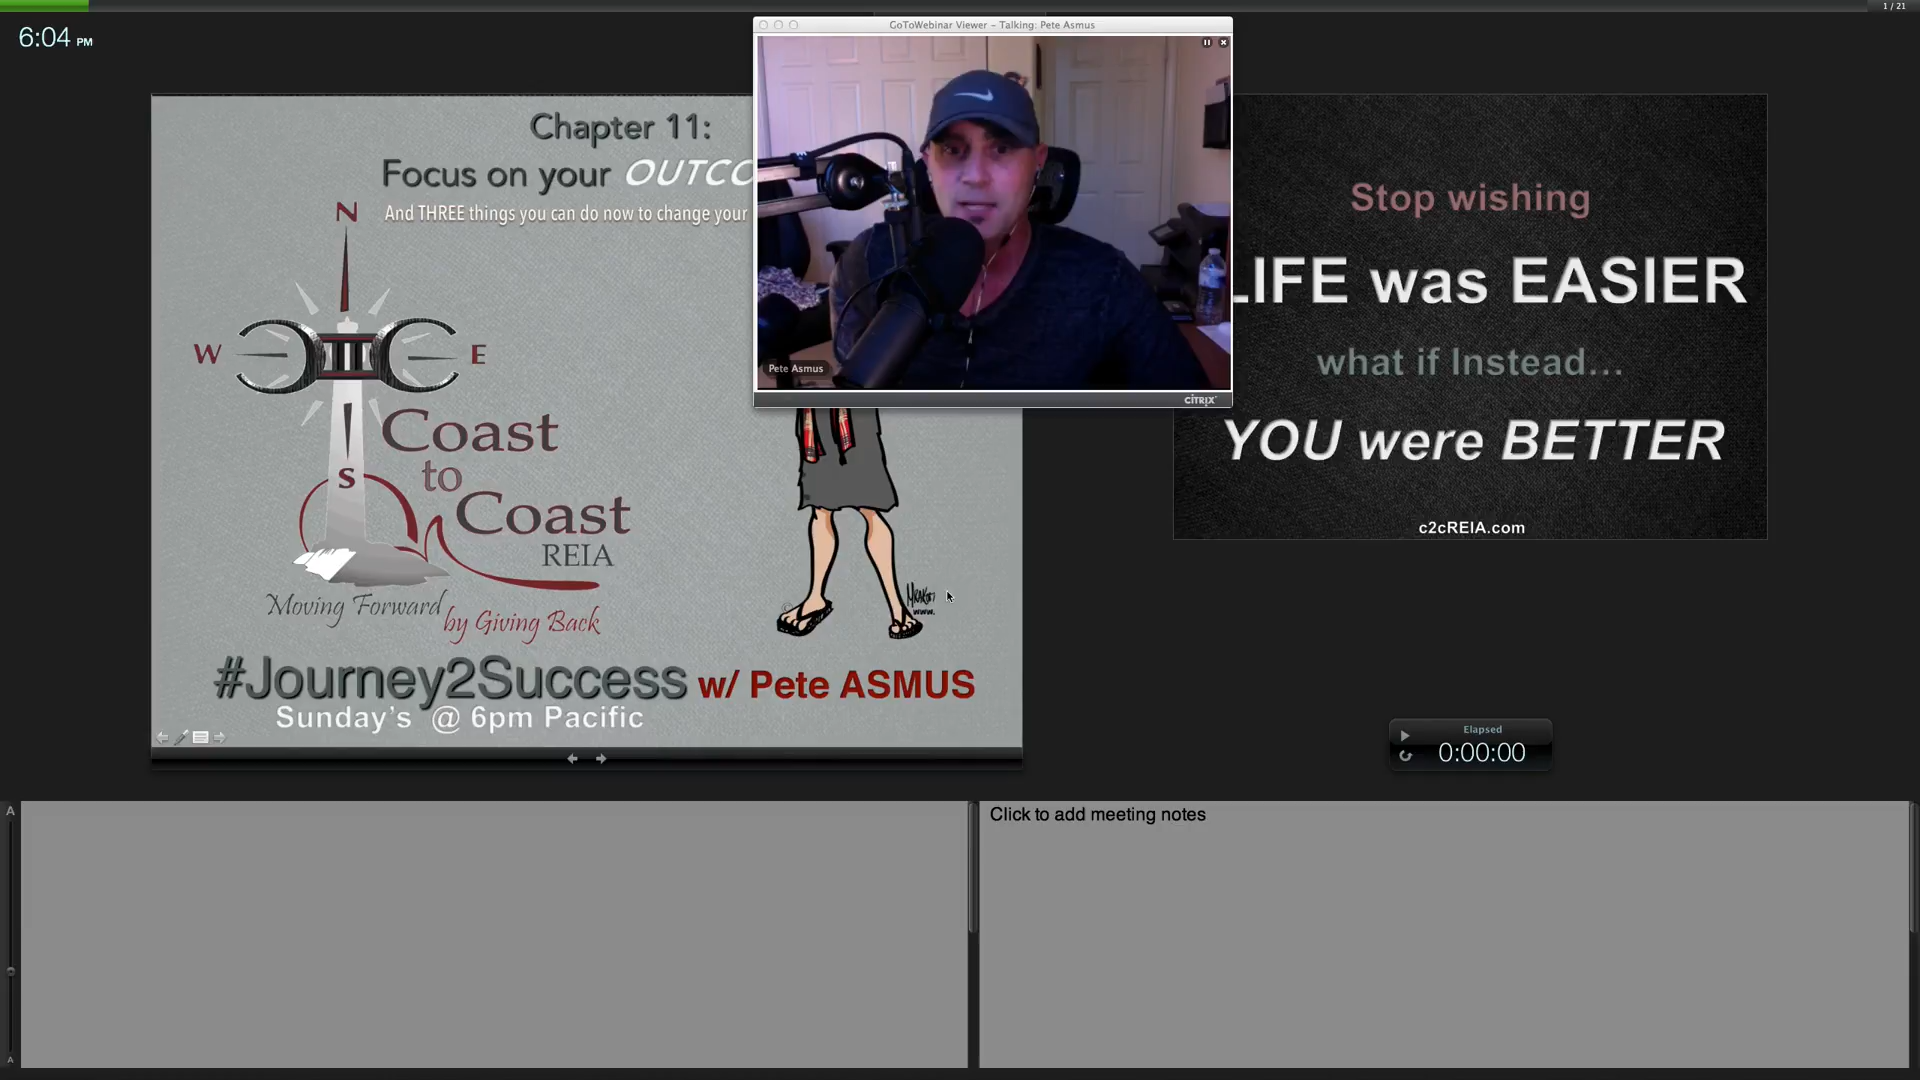 1 / 21
6:04 PM
GoToWebinar Viewer – Talking: Pete Asmus
Pete Asmus
CITRIX
Chapter 11:
Focus on your OUTCO
And THREE things you can do now to change your
N
W
E
S
Coast
to
Coast
REIA
Moving Forward
by Giving Back
www.
#Journey2Success w/ Pete ASMUS
Sunday's @ 6pm Pacific
Stop wishing
LIFE was EASIER
what if Instead...
YOU were BETTER
c2cREIA.com
Elapsed
0:00:00
A
Click to add meeting notes
A